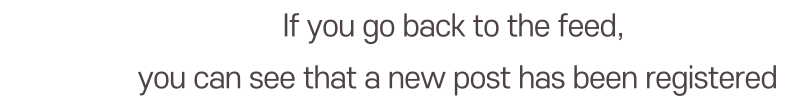 If you go back to the feed,
you can see that a new post has been registered